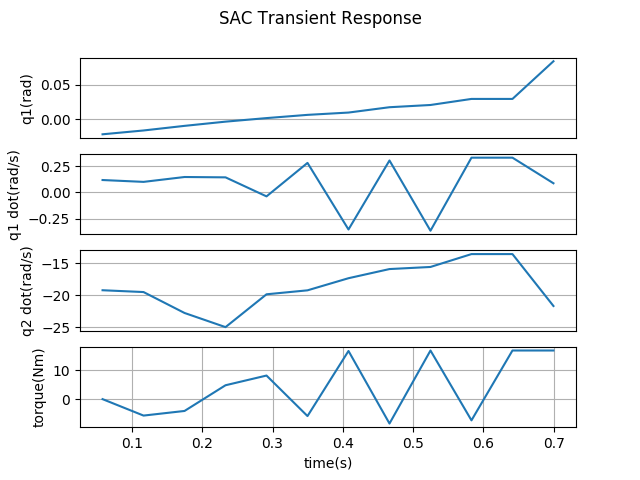 SAC Transient Response
q1(rad)
0.05
0.00
q1 dot(rad/s)
0.25
0.00
−0.25
q2 dot(rad/s)
−15
−20
−25
torque(Nm)
10
0
0.1 0.2 0.3 0.4 0.5 0.6 0.7
time(s)